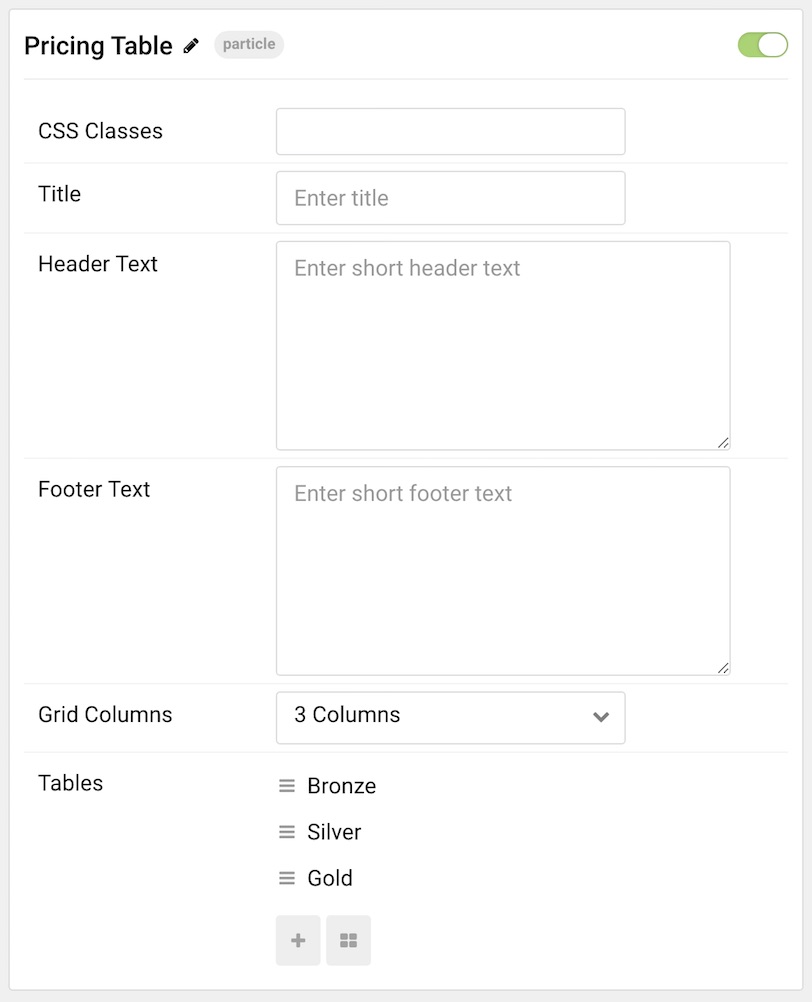 Pricing Table particle
CSS Classes
Title Enter title
Header Text Enter short header text
Footer Text Enter short footer text
Grid Columns 3 Columns
Tables Bronze
Silver
Gold